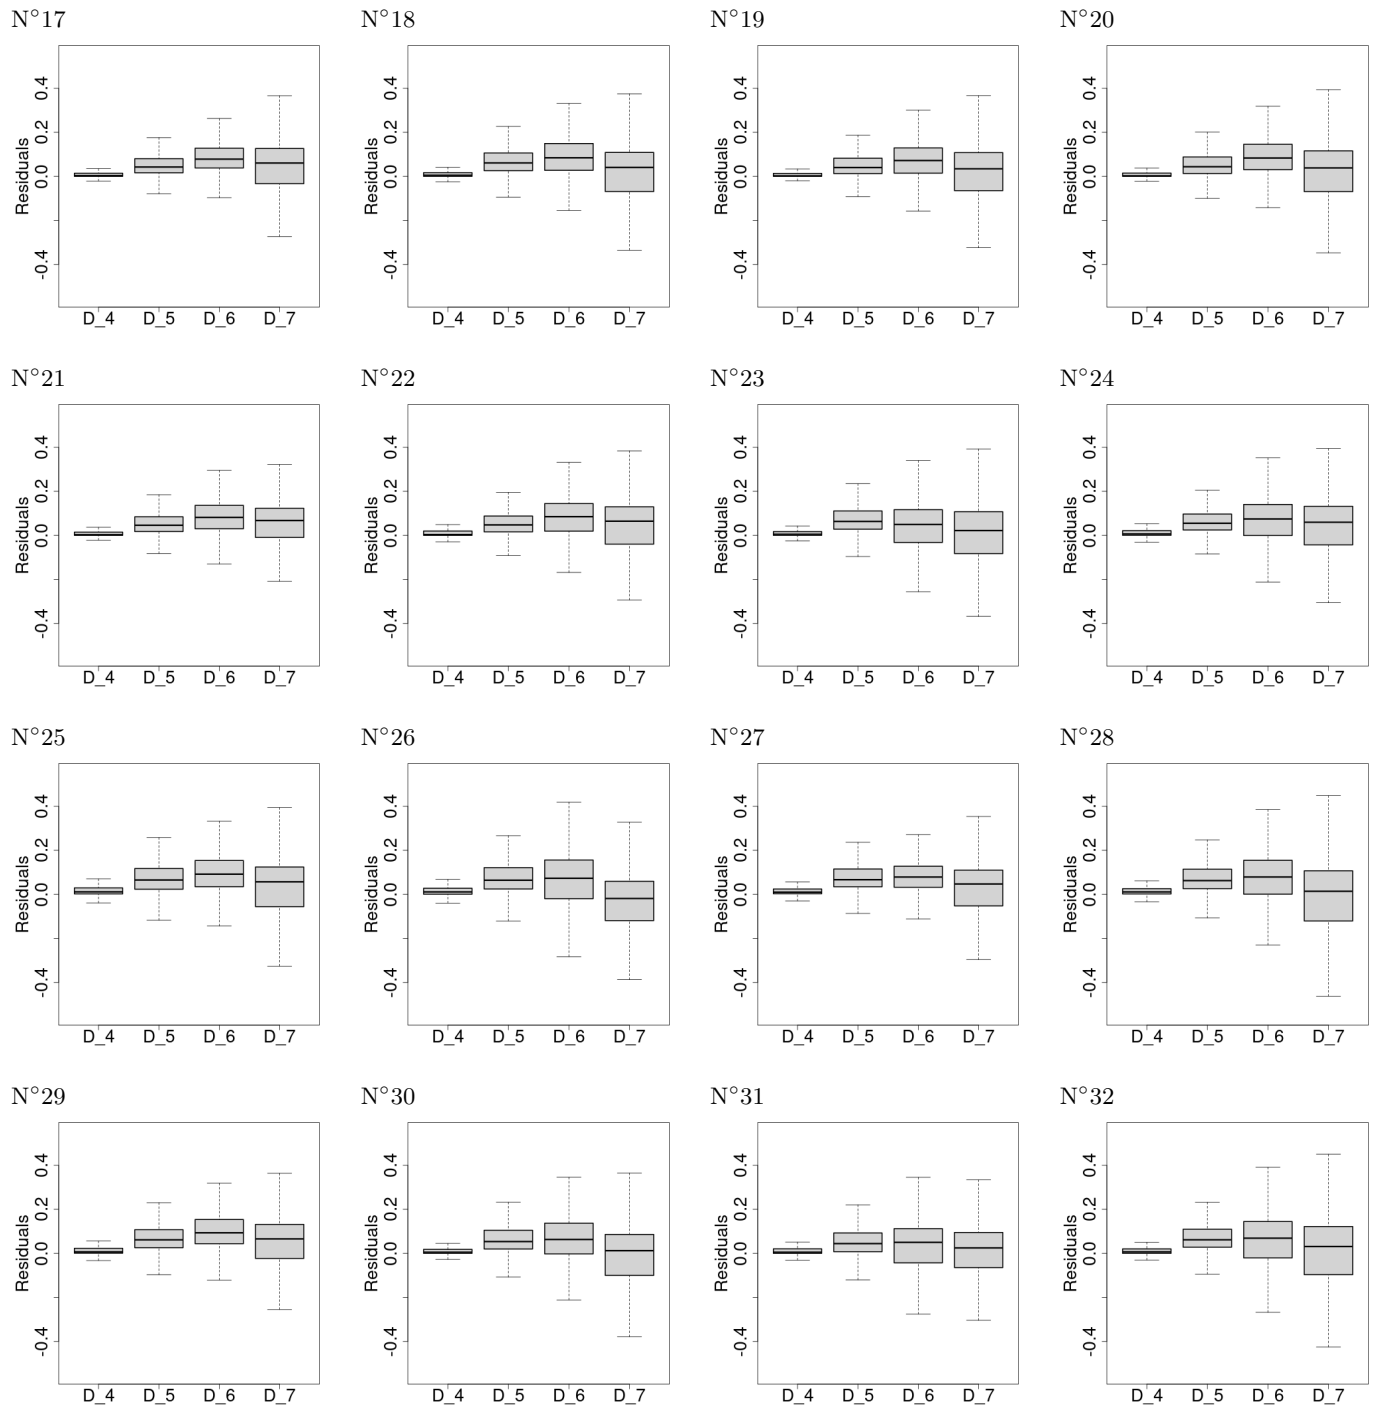 N°17 N°18 N°19 N°20
Residuals
-0.4 0.0 0.2 0.4
D_4 D_5 D_6 D_7
Residuals
-0.4 0.0 0.2 0.4
D_4 D_5 D_6 D_7
Residuals
-0.4 0.0 0.2 0.4
D_4 D_5 D_6 D_7
Residuals
-0.4 0.0 0.2 0.4
D_4 D_5 D_6 D_7
N°21 N°22 N°23 N°24
Residuals
-0.4 0.0 0.2 0.4
D_4 D_5 D_6 D_7
Residuals
-0.4 0.0 0.2 0.4
D_4 D_5 D_6 D_7
Residuals
-0.4 0.0 0.2 0.4
D_4 D_5 D_6 D_7
Residuals
-0.4 0.0 0.2 0.4
D_4 D_5 D_6 D_7
N°25 N°26 N°27 N°28
Residuals
-0.4 0.0 0.2 0.4
D_4 D_5 D_6 D_7
Residuals
-0.4 0.0 0.2 0.4
D_4 D_5 D_6 D_7
Residuals
-0.4 0.0 0.2 0.4
D_4 D_5 D_6 D_7
Residuals
-0.4 0.0 0.2 0.4
D_4 D_5 D_6 D_7
N°29 N°30 N°31 N°32
Residuals
-0.4 0.0 0.2 0.4
D_4 D_5 D_6 D_7
Residuals
-0.4 0.0 0.2 0.4
D_4 D_5 D_6 D_7
Residuals
-0.4 0.0 0.2 0.4
D_4 D_5 D_6 D_7
Residuals
-0.4 0.0 0.2 0.4
D_4 D_5 D_6 D_7